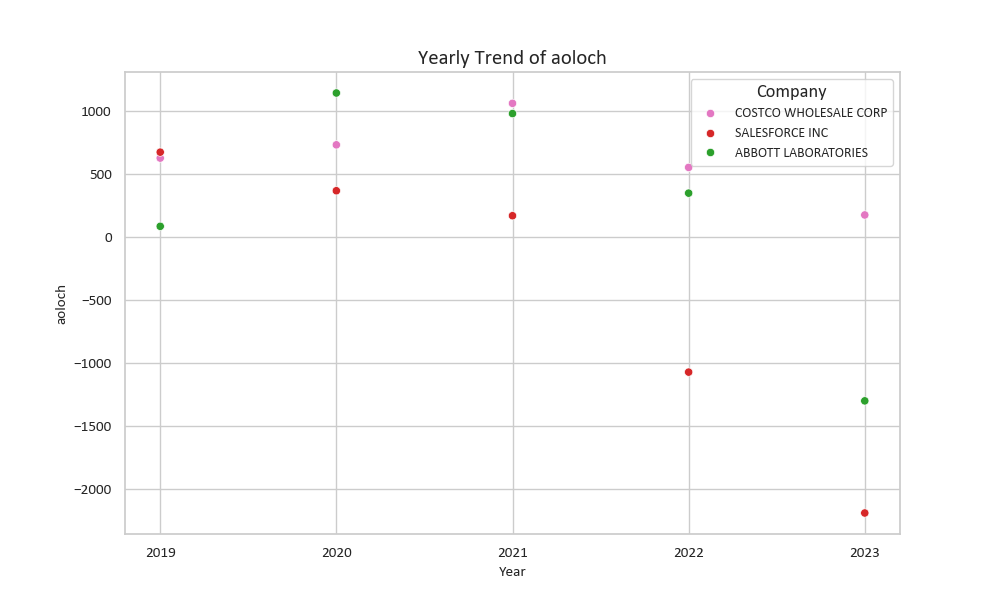 Yearly Trend of aoloch
Company
COSTCO WHOLESALE CORP
SALESFORCE INC
ABBOTT LABORATORIES
1000
500
0
−500
−1000
−1500
−2000
aoloch
2019 2020 2021 2022 2023
Year